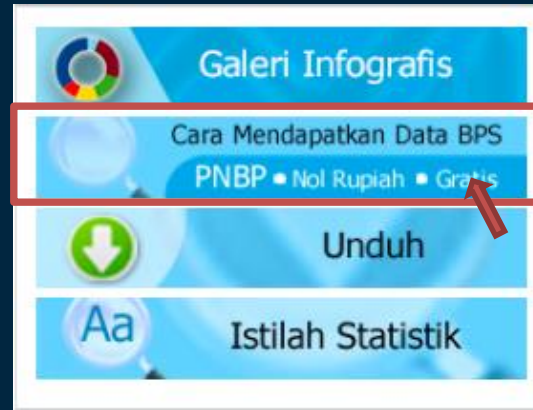 Galeri Infografis
Cara Mendapatkan Data BPS
PNBP • Nol Rupiah • Gratis
Unduh
Aa
Istilah Statistik